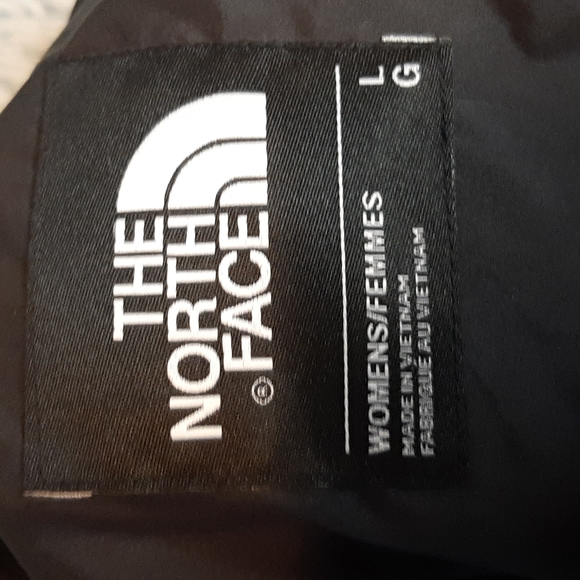 THE
NORTH
FACE®
WOMENS/FEMMES L
MADE IN VIETNAM G
FABRIQUÉ AU VIETNAM